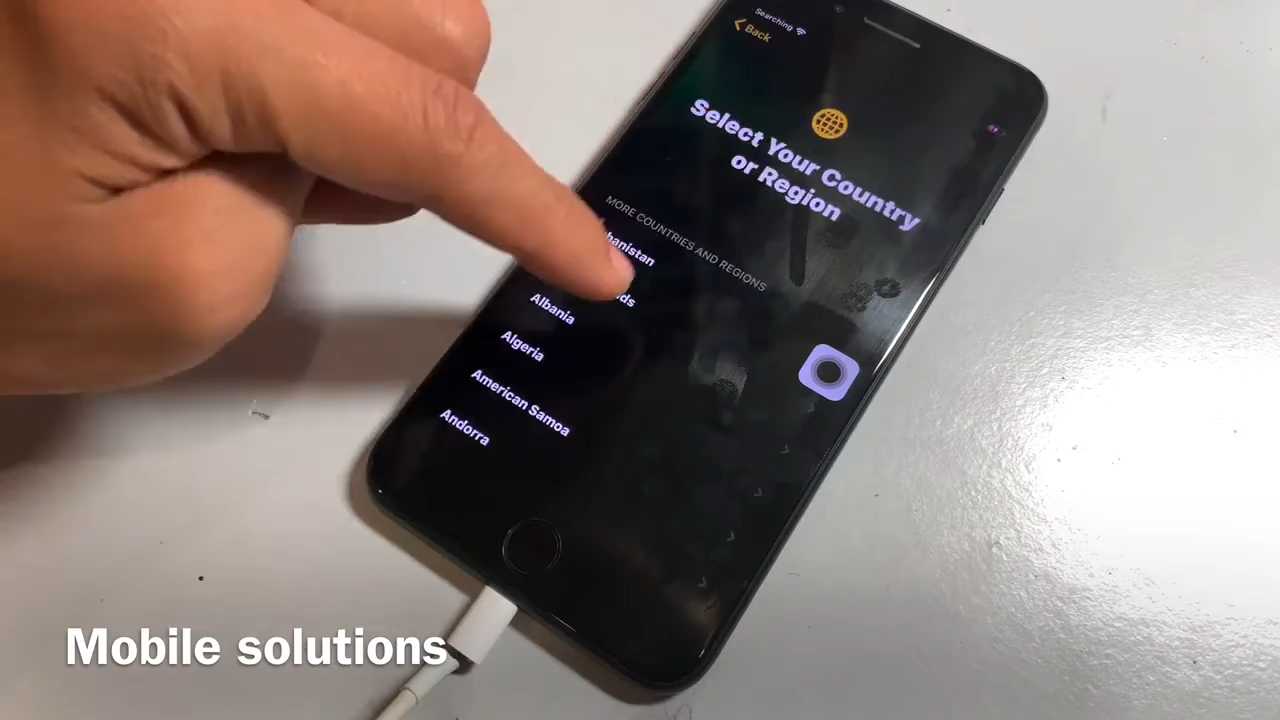 Searching
Back
Select Your Country
or Region
MORE COUNTRIES AND REGIONS
Albania
Algeria
American Samoa
Andorra
Mobile solutions